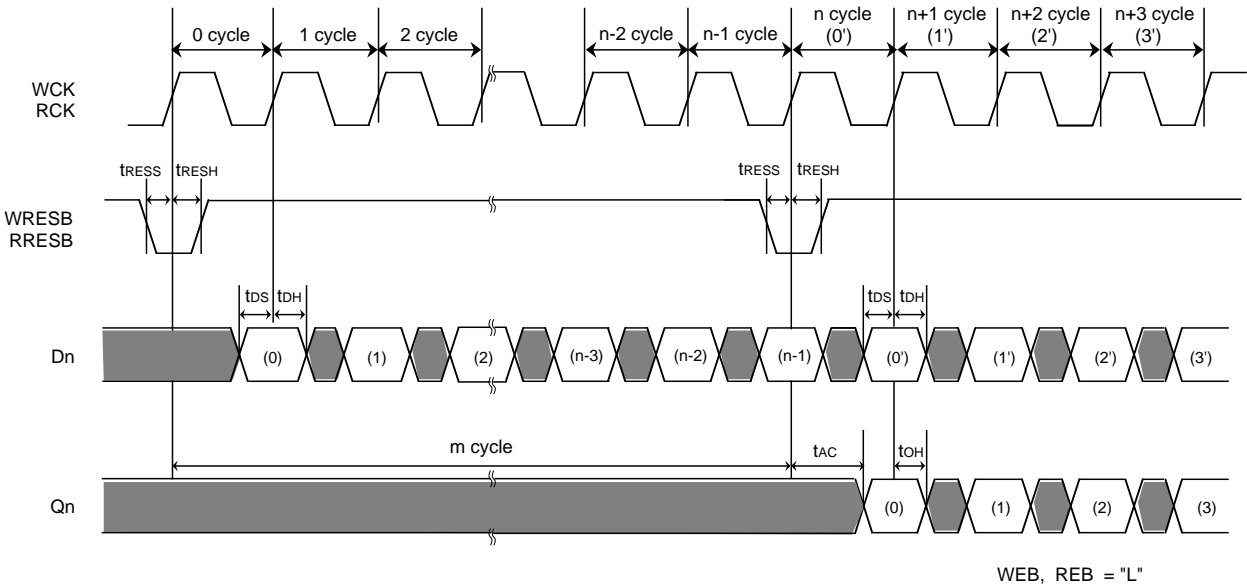 0 cycle 1 cycle 2 cycle n-2 cycle n-1 cycle n cycle (0') n+1 cycle (1') n+2 cycle (2') n+3 cycle (3')
WCK
RCK
tRESS tRESH tRESS tRESH
WRESB
RRESB
tDS tDH tDS tDH
Dn (0) (1) (2) (n-3) (n-2) (n-1) (0') (1') (2') (3')
m cycle tAC tOH
Qn (0) (1) (2) (3)
WEB, REB = "L"